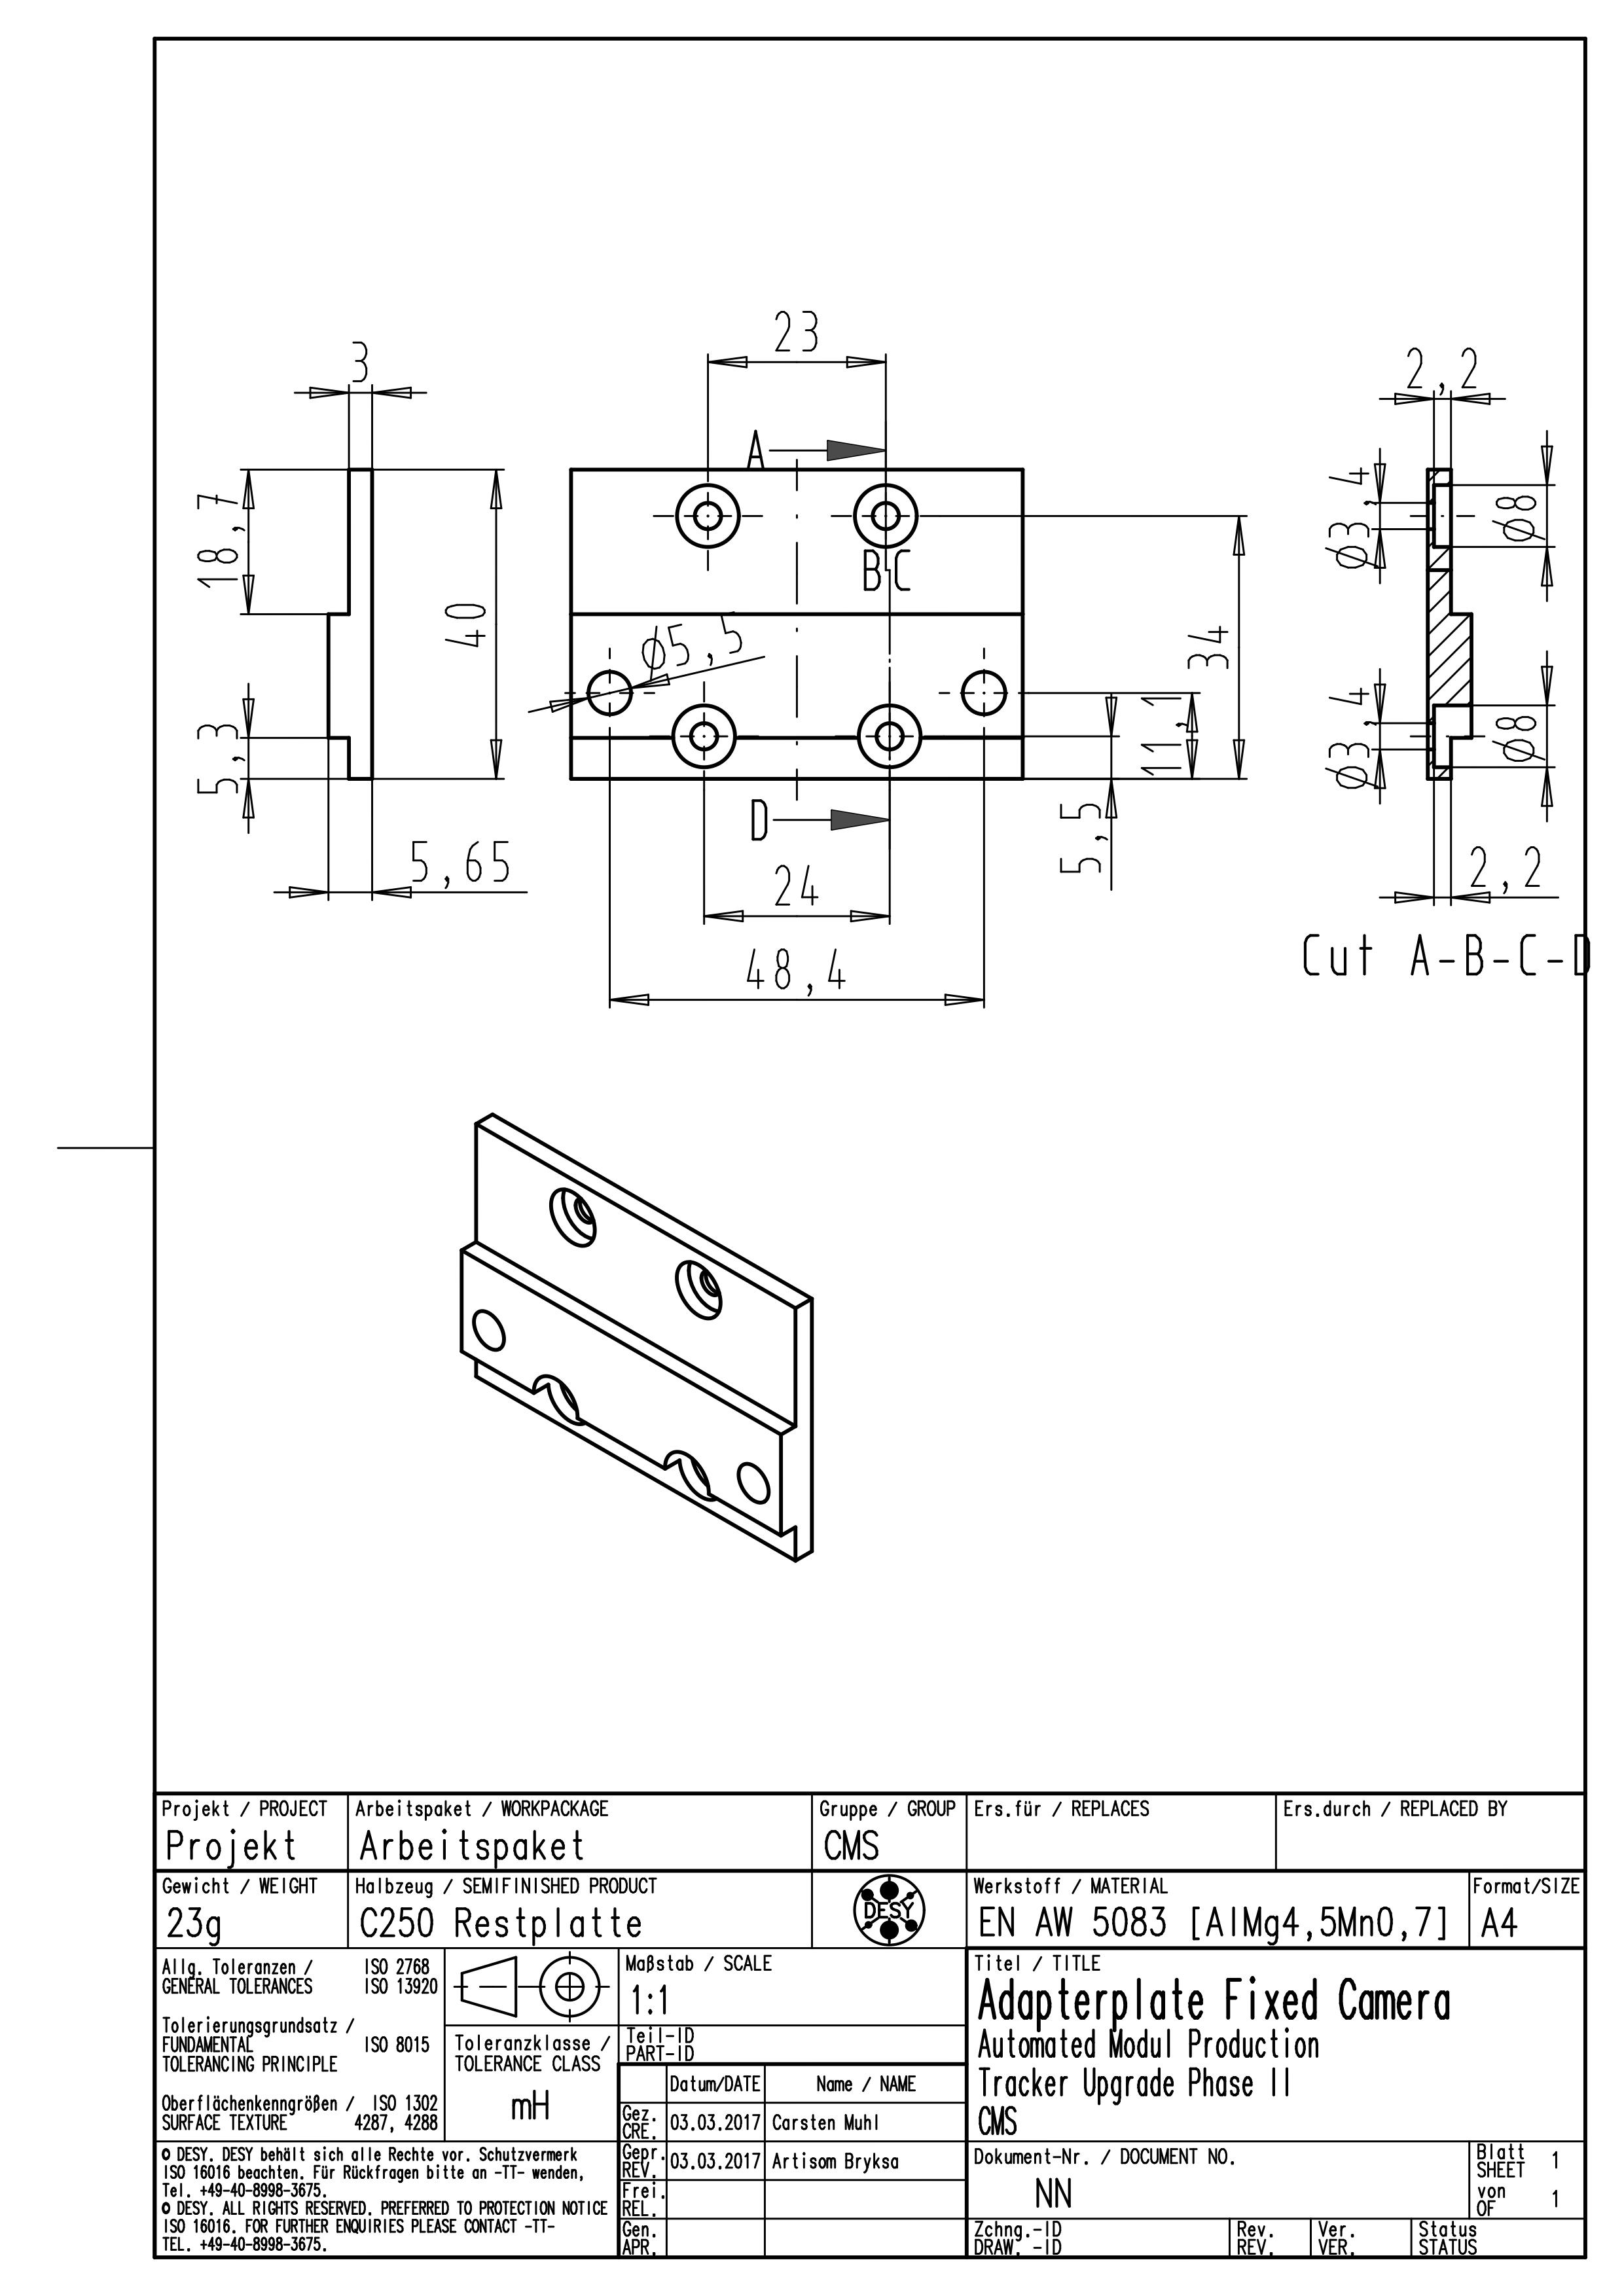 23
3
2,2
A
18,7
40
Ø3,4
Ø8
BC
Ø5,5
34
11,1
5,3
Ø3,4
Ø8
D
5,5
5,65
24
2,2
48,4
Cut A-B-C-D
Projekt / PROJECT
Projekt
Arbeitspaket / WORKPACKAGE
Arbeitspaket
Gruppe / GROUP
CMS
Ers.für / REPLACES
Ers.durch / REPLACED BY
Gewicht / WEIGHT
23g
Halbzeug / SEMIFINISHED PRODUCT
C250 Restplatte
DESY
Werkstoff / MATERIAL
EN AW 5083 [AlMg4,5Mn0,7]
Format/SIZE
A4
Allg. Toleranzen / ISO 2768
GENERAL TOLERANCES ISO 13920
Tolerierungsgrundsatz /
FUNDAMENTAL ISO 8015
TOLERANCING PRINCIPLE
Oberflächenkenngrößen / ISO 1302
SURFACE TEXTURE 4287, 4288
Toleranzklasse /
TOLERANCE CLASS
mH
Maßstab / SCALE
1:1
Teil-ID
PART-ID
Datum/DATE Name / NAME
Gez.
CRE. 03.03.2017 Carsten Muhl
Gepr.
REV. 03.03.2017 Artisom Bryksa
Frei.
REL.
Gen.
APR.
Titel / TITLE
Adapterplate Fixed Camera
Automated Modul Production
Tracker Upgrade Phase II
CMS
© DESY. DESY behält sich alle Rechte vor. Schutzvermerk
ISO 16016 beachten. Für Rückfragen bitte an -TT- wenden,
Tel. +49-40-8998-3675.
© DESY. ALL RIGHTS RESERVED. PREFERRED TO PROTECTION NOTICE
ISO 16016. FOR FURTHER ENQUIRIES PLEASE CONTACT -TT-
TEL. +49-40-8998-3675.
Dokument-Nr. / DOCUMENT NO.
NN
Blatt
SHEET 1
von
OF 1
Zchng.-ID
DRAW. -ID
Rev.
REV.
Ver.
VER.
Status
STATUS